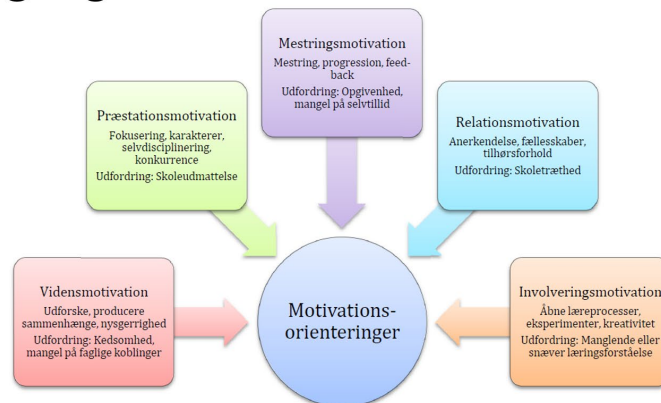 Mestringsmotivation
Mestring, progression, feed-
back
Udfordring: Opgivenhed,
mangel på selvtillid
Præstationsmotivation
Fokusering, karakterer,
selvdisciplinering,
konkurrence
Udfordring: Skoleudmattelse
Relationsmotivation
Anerkendelse, fællesskaber,
tilhørsforhold
Udfordring: Skoletræthed
Vidensmotivation
Udforske, producere
sammenhænge, nysgerrighed
Udfordring: Kedsomhed,
mangel på faglige koblinger
Motivations-
orienteringer
Involveringsmotivation
Åbne læreprocesser,
eksperimenter, kreativitet
Udfordring: Manglende eller
snæver læringsforståelse